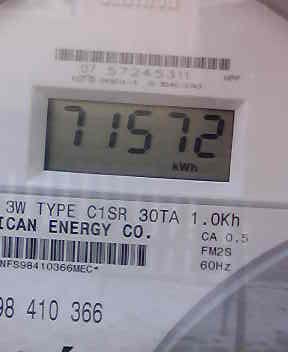 07 57245311
71572
kWh
3W TYPE C1SR 30TA 1.0Kh
ICAN ENERGY CO.
CA 0.5
FM2S
60Hz
NFS98410366MEC*
98 410 366